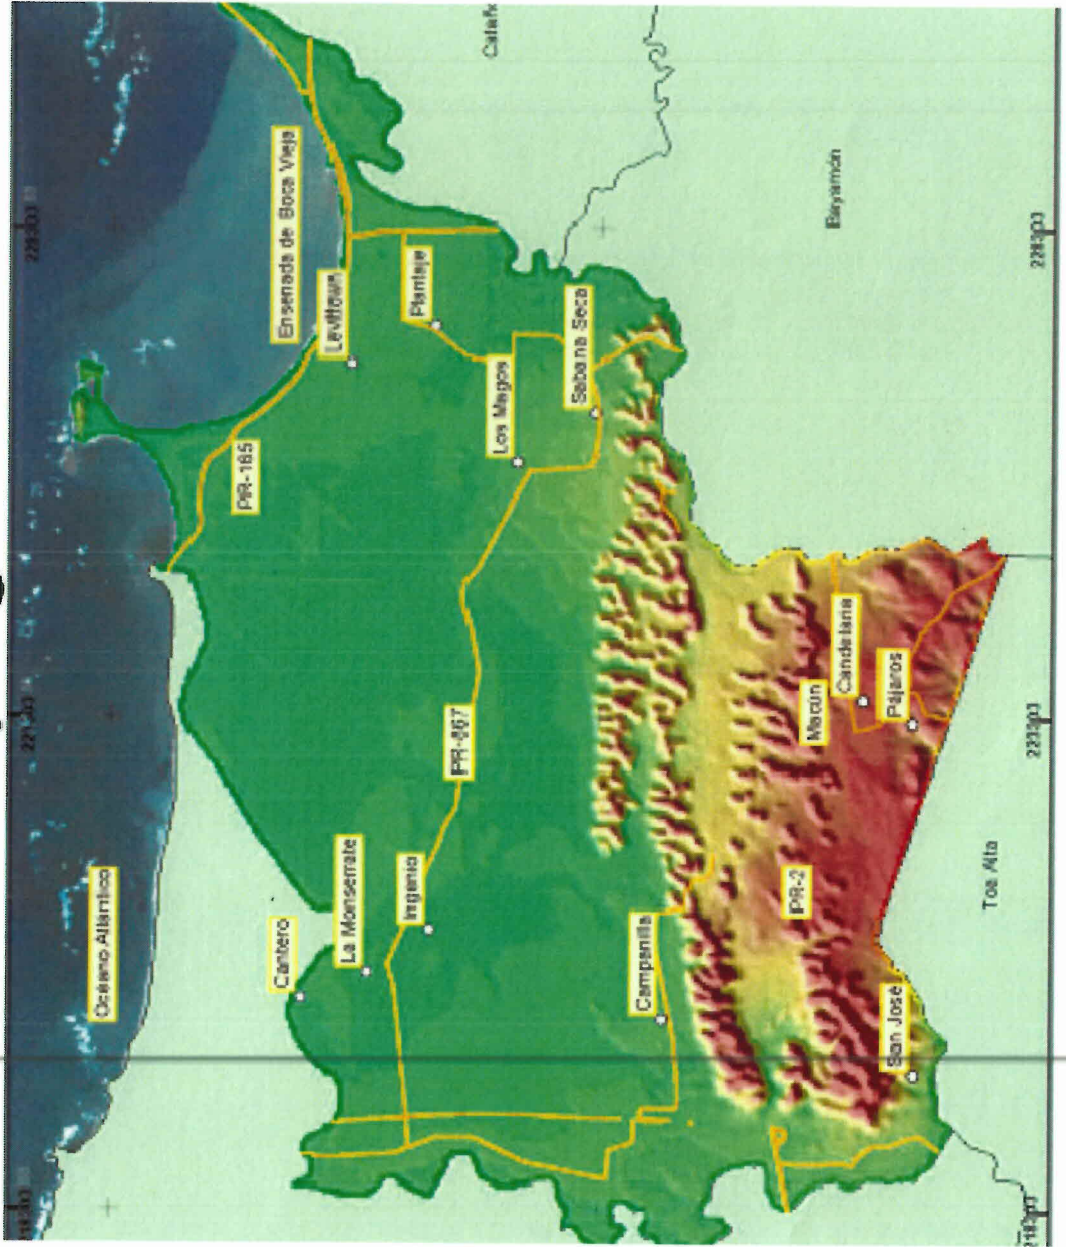 Océano Atlántico
Ensenada de Boca Vieja
PR-165
Levittown
Plantaje
Los Magos
Sabana Seca
PR-867
Cantero
La Monserrate
Ingenio
Campanilla
PR-2
Macún
Candelaria
Pájaros
San José
Bayamón
Toa Alta